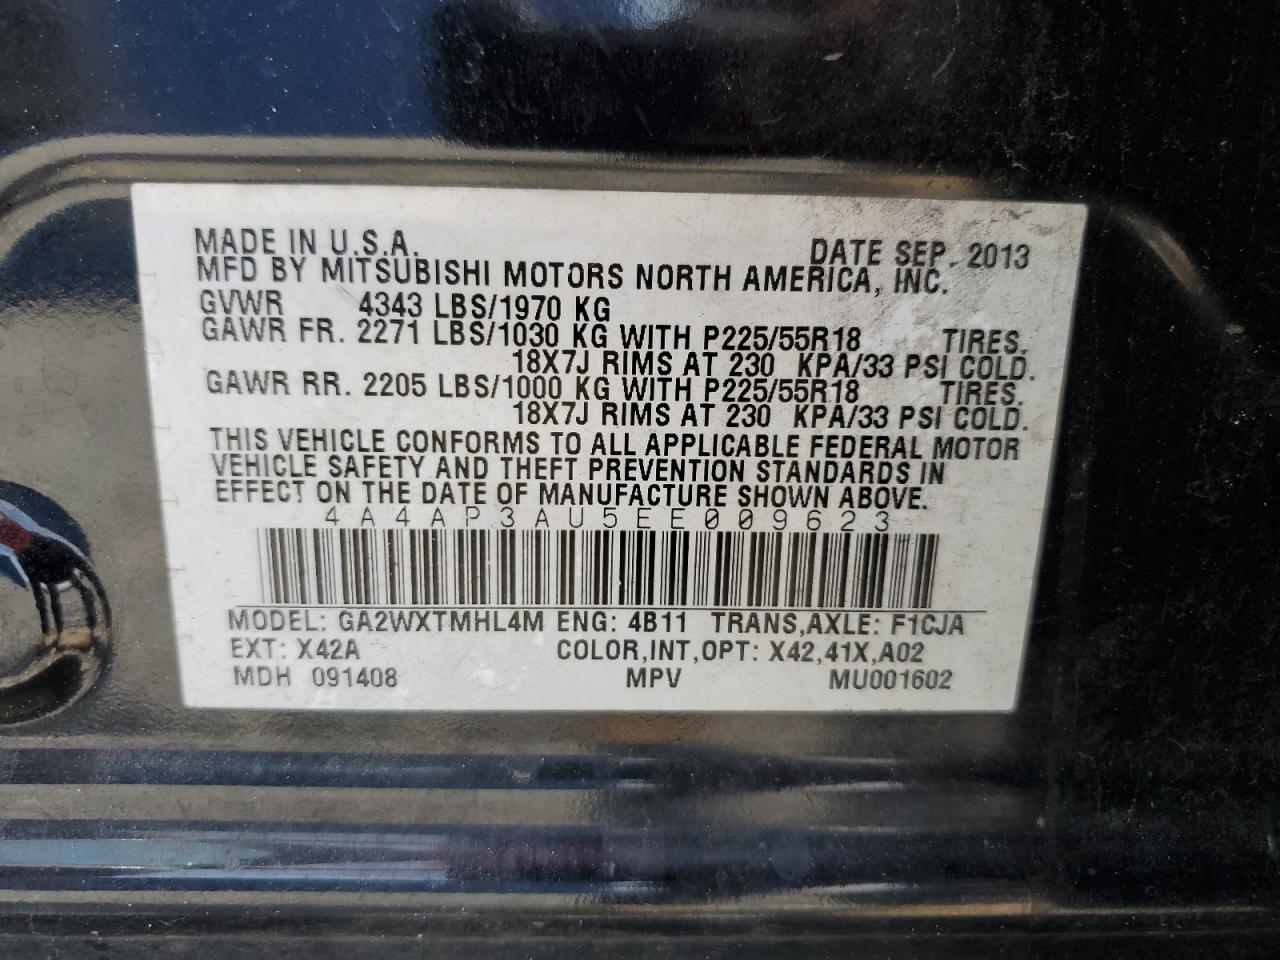 MADE IN U.S.A. DATE SEP. 2013
MFD BY MITSUBISHI MOTORS NORTH AMERICA, INC.
GVWR 4343 LBS/1970 KG
GAWR FR. 2271 LBS/1030 KG WITH P225/55R18 TIRES.
18X7J RIMS AT 230 KPA/33 PSI COLD.
GAWR RR. 2205 LBS/1000 KG WITH P225/55R18 TIRES.
18X7J RIMS AT 230 KPA/33 PSI COLD.
THIS VEHICLE CONFORMS TO ALL APPLICABLE FEDERAL MOTOR
VEHICLE SAFETY AND THEFT PREVENTION STANDARDS IN
EFFECT ON THE DATE OF MANUFACTURE SHOWN ABOVE.
4A4AP3AU5EE009623
MODEL: GA2WXTMHL4M ENG: 4B11 TRANS,AXLE: F1CJA
EXT: X42A COLOR,INT,OPT: X42,41X,A02
MDH 091408 MPV MU001602